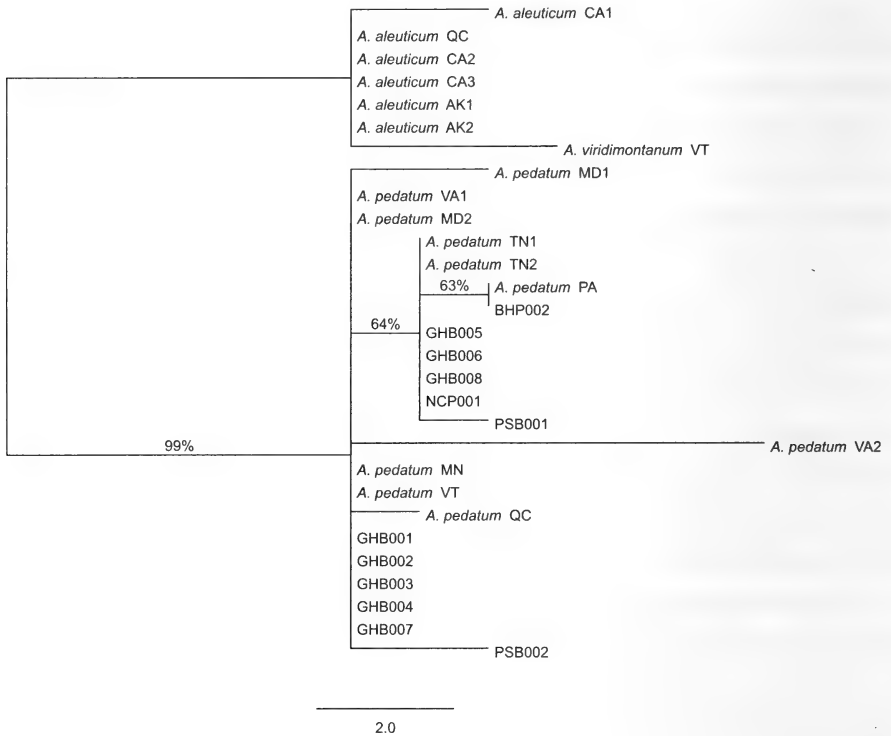 A. aleuticum CA1
A. aleuticum QC
A. aleuticum CA2
A. aleuticum CA3
A. aleuticum AK1
A. aleuticum AK2
A. viridimontanum VT
A. pedatum MD1
A. pedatum VA1
A. pedatum MD2
A. pedatum TN1
A. pedatum TN2
63%
A. pedatum PA
BHP002
64%
GHB005
GHB006
GHB008
NCP001
PSB001
99%
A. pedatum VA2
A. pedatum MN
A. pedatum VT
A. pedatum QC
GHB001
GHB002
GHB003
GHB004
GHB007
PSB002
2.0